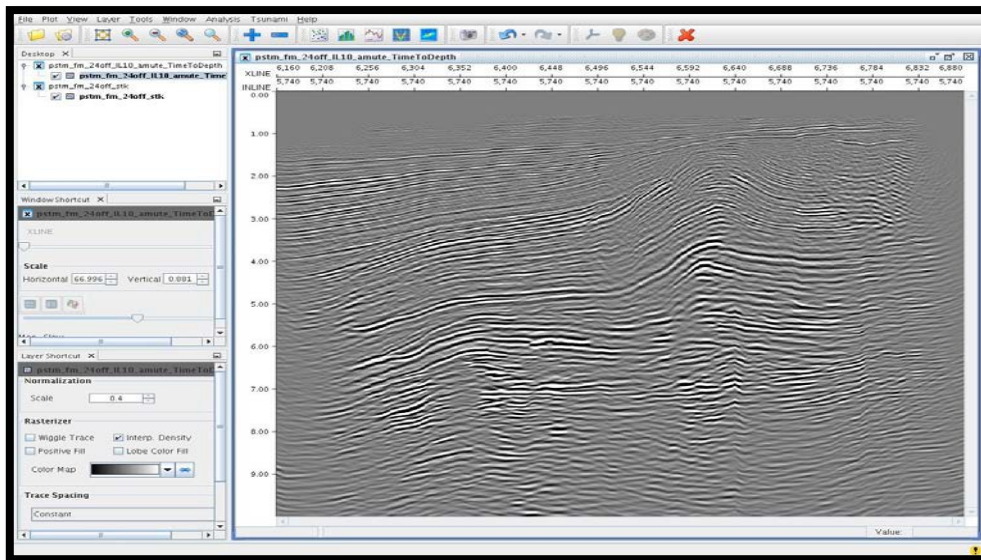 File Plot View Layer Tools Window Analysis Tsunami Help
Desktop
pstm_fm_24off_IL10_amute_TimeToDepth
pstm_fm_24off_IL10_amute_Time
pstm_fm_24off_stk
pstm_fm_24off_stk
Window Shortcut
pstm_fm_24off_IL10_amute_TimeToD
XLINE
Scale
Horizontal 66.996 Vertical 0.001
Layer Shortcut
pstm_fm_24off_IL10_amute_TimeToD
Normalization
Scale 0.4
Rasterizer
Wiggle Trace Interp. Density
Positive Fill Lobe Color Fill
Color Map
Trace Spacing
Constant
pstm_fm_24off_IL10_amute_TimeToDepth
XLINE 6,160 6,208 6,256 6,304 6,352 6,400 6,448 6,496 6,544 6,592 6,640 6,688 6,736 6,784 6,832 6,880
INLINE 5,740 5,740 5,740 5,740 5,740 5,740 5,740 5,740 5,740 5,740 5,740 5,740 5,740 5,740 5,740 5,740
0.00
1.00
2.00
3.00
4.00
5.00
6.00
7.00
8.00
9.00
Value: